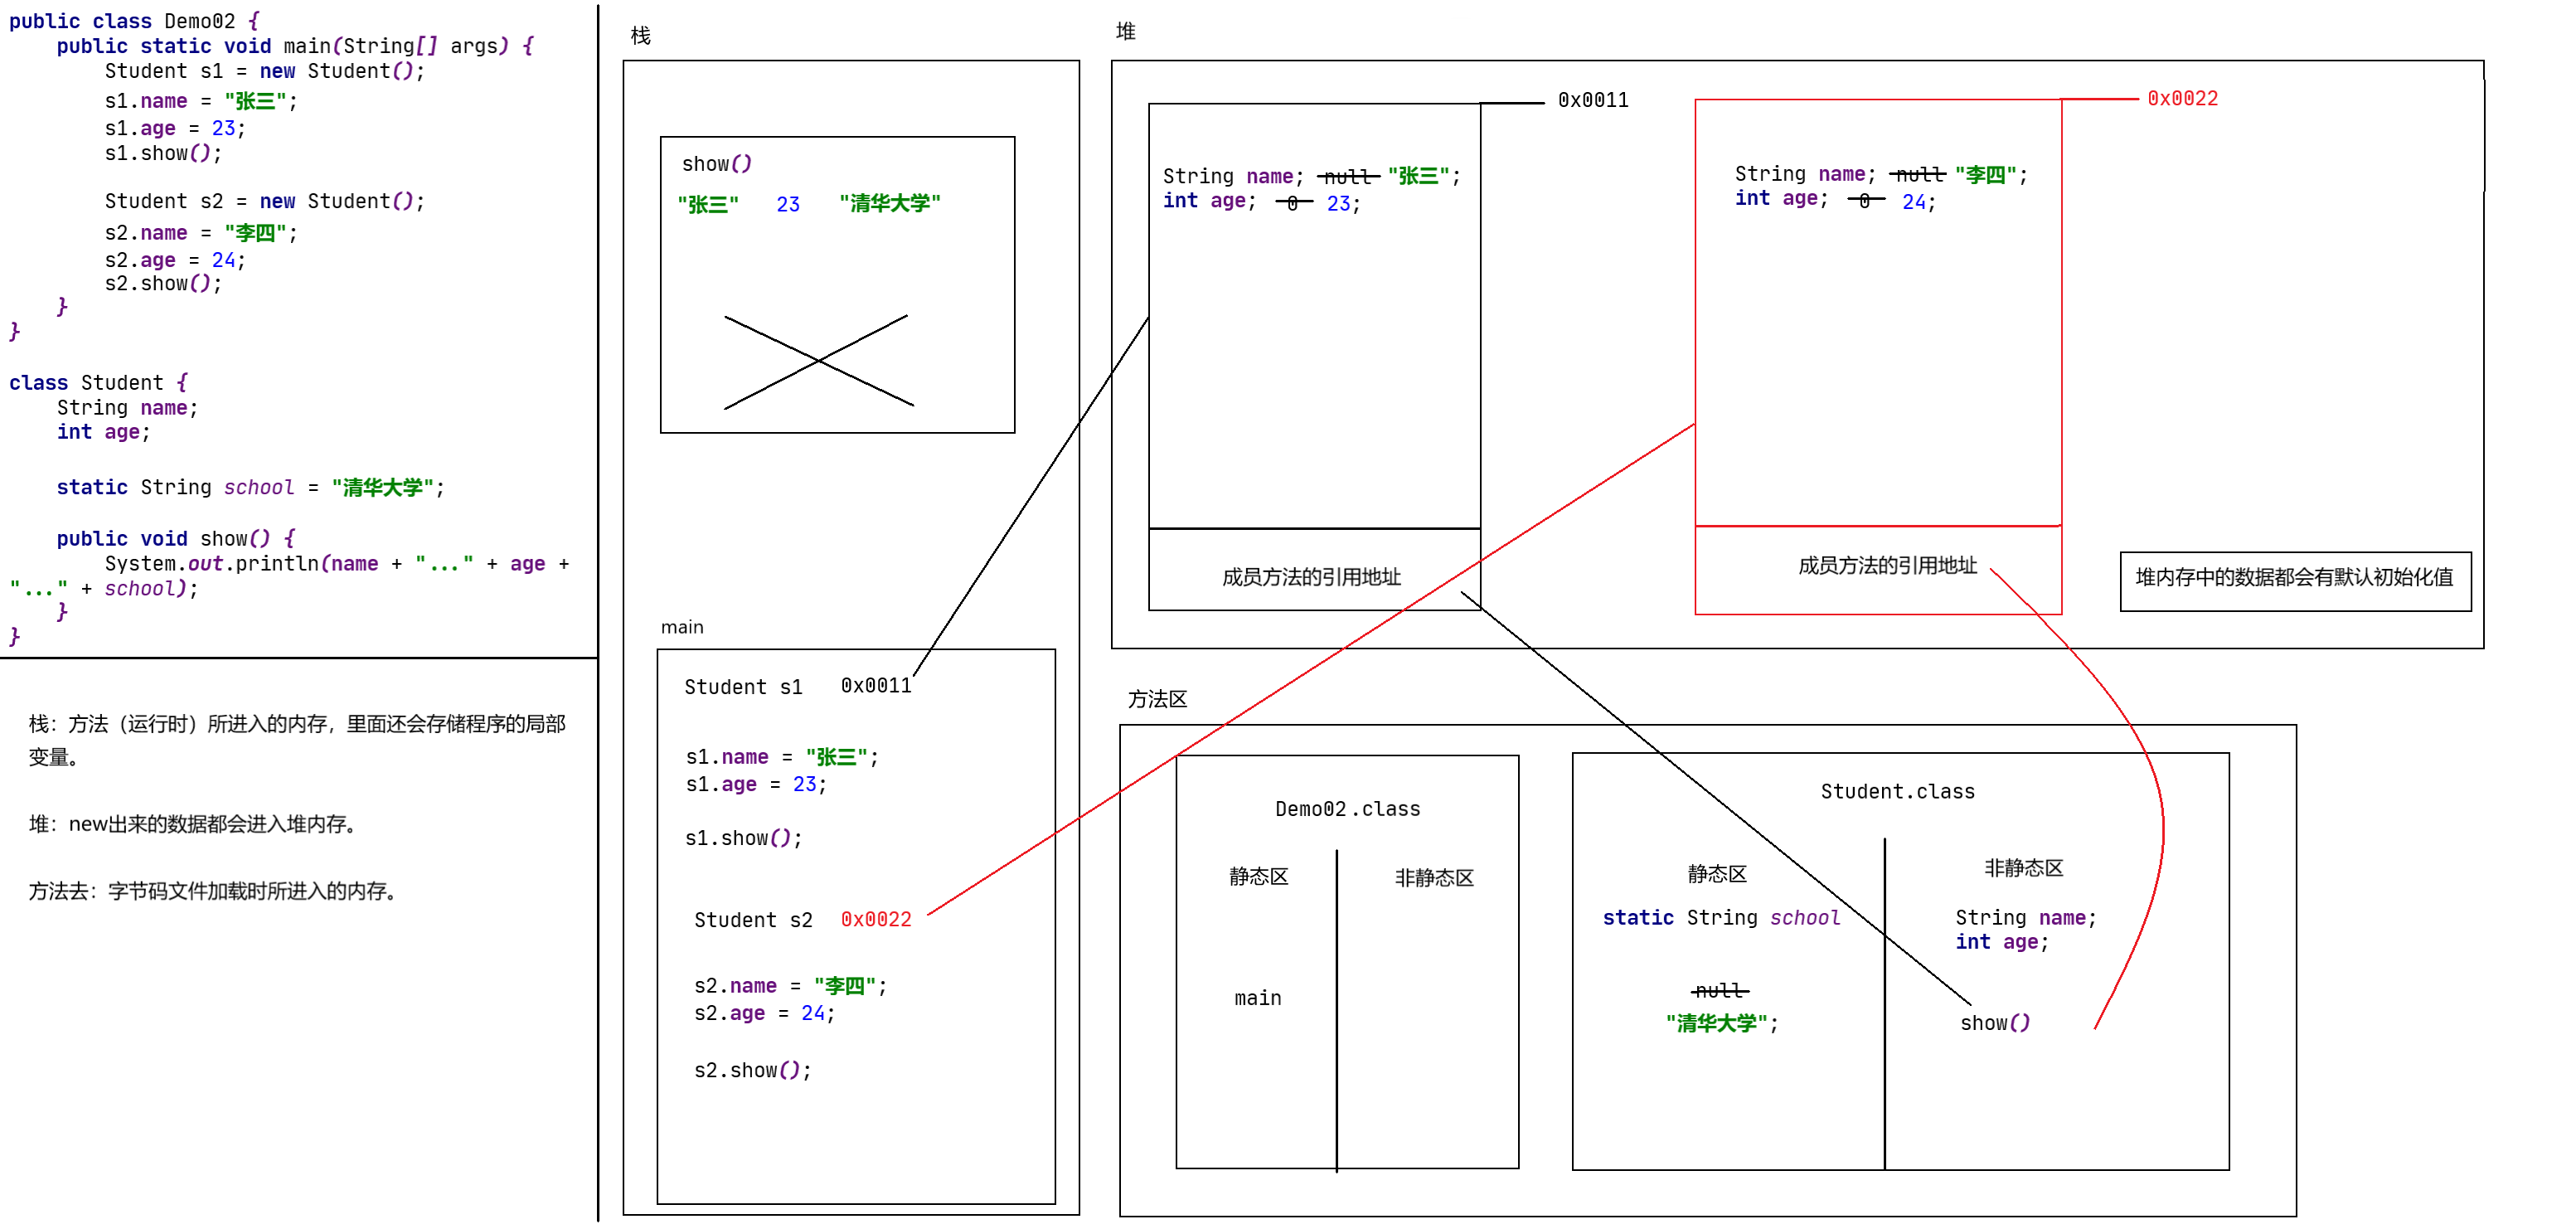 public class Demo02 {
public static void main(String[] args) {
Student s1 = new Student();
s1.name = "张三";
s1.age = 23;
s1.show();
Student s2 = new Student();
s2.name = "李四";
s2.age = 24;
s2.show();
}
}
class Student {
String name;
int age;
static String school = "清华大学";
public void show() {
System.out.println(name + "..." + age +
"..." + school);
}
}
栈：方法（运行时）所进入的内存，里面还会存储程序的局部
变量。
堆：new出来的数据都会进入堆内存。
方法去：字节码文件加载时所进入的内存。
栈
show()
"张三" 23 "清华大学"
main
Student s1 0x0011
s1.name = "张三";
s1.age = 23;
s1.show();
Student s2 0x0022
s2.name = "李四";
s2.age = 24;
s2.show();
堆
0x0011
String name; null "张三";
int age; 0 23;
成员方法的引用地址
0x0022
String name; null "李四";
int age; 0 24;
成员方法的引用地址
堆内存中的数据都会有默认初始化值
方法区
Demo02.class
静态区 非静态区
main
Student.class
静态区
static String school
null
"清华大学";
非静态区
String name;
int age;
show()